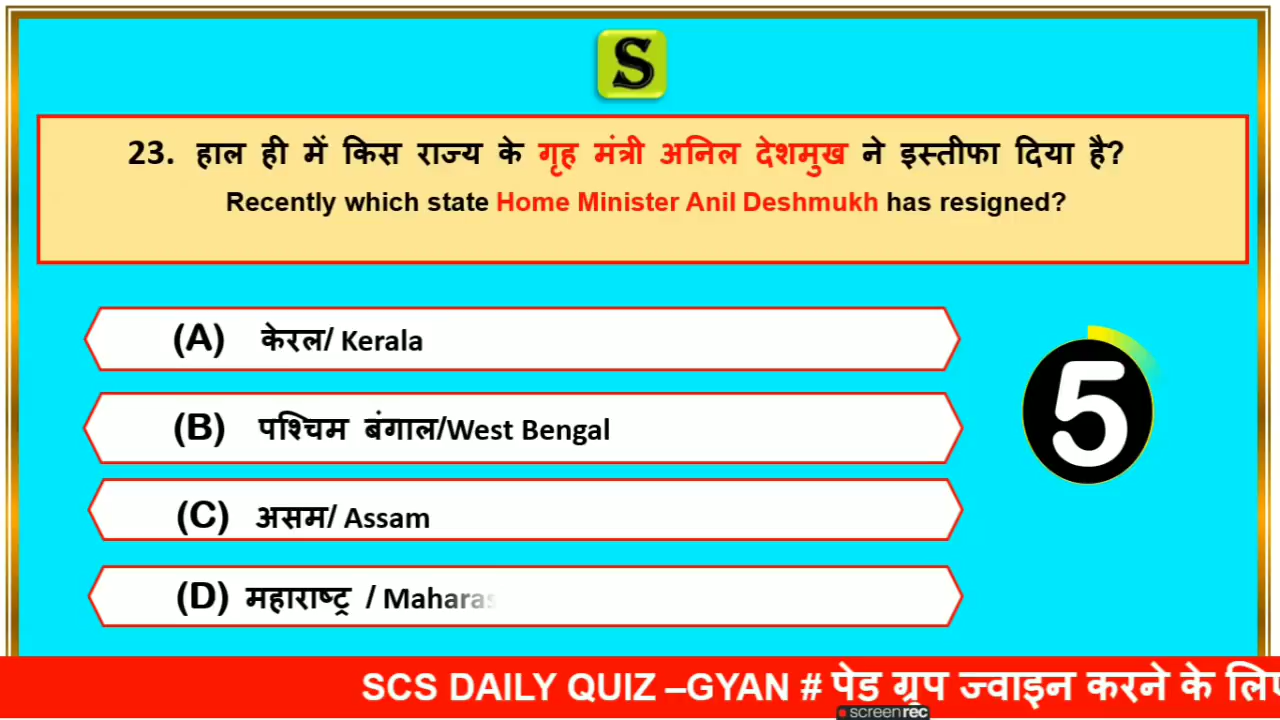 S
23. हाल ही में किस राज्य के गृह मंत्री अनिल देशमुख ने इस्तीफा दिया है?
Recently which state Home Minister Anil Deshmukh has resigned?
(A) केरल/ Kerala
(B) पश्चिम बंगाल/West Bengal
5
(C) असम/ Assam
(D) महाराष्ट्र / Maharas
SCS DAILY QUIZ –GYAN # पेड ग्रुप ज्वाइन करने के
screenrec